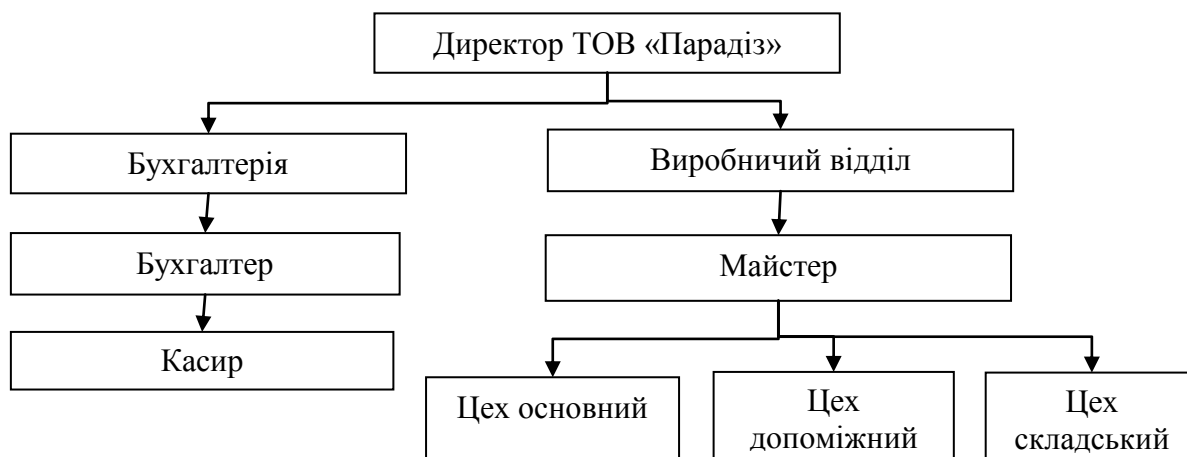 Директор ТОВ «Парадіз»
Бухгалтерія
Виробничий відділ
Бухгалтер
Майстер
Касир
Цех основний
Цех
допоміжний
Цех
складський